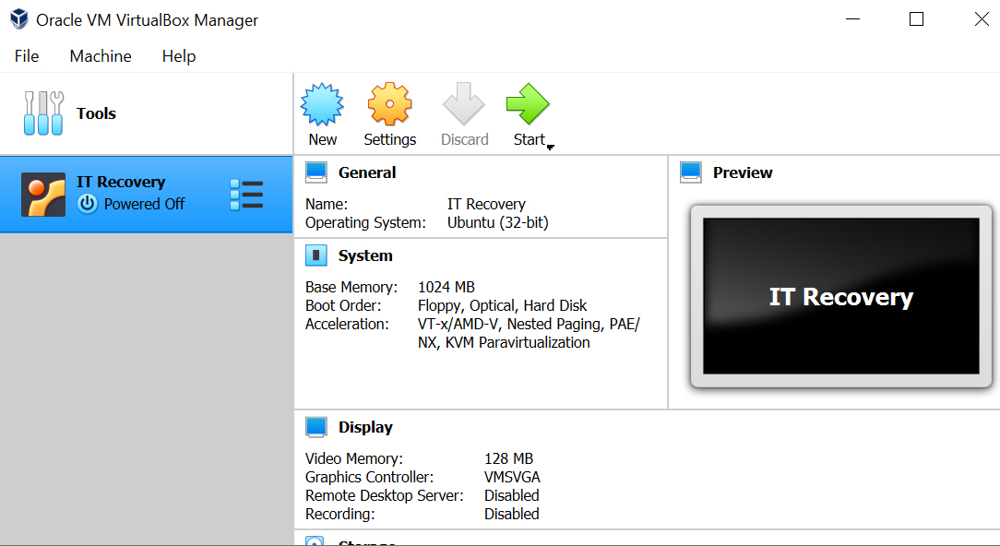 Oracle VM VirtualBox Manager
File Machine Help
Tools
New Settings Discard Start
IT Recovery
Powered Off
General
Name: IT Recovery
Operating System: Ubuntu (32-bit)
System
Base Memory: 1024 MB
Boot Order: Floppy, Optical, Hard Disk
Acceleration: VT-x/AMD-V, Nested Paging, PAE/
NX, KVM Paravirtualization
Preview
IT Recovery
Display
Video Memory: 128 MB
Graphics Controller: VMSVGA
Remote Desktop Server: Disabled
Recording: Disabled
Storage